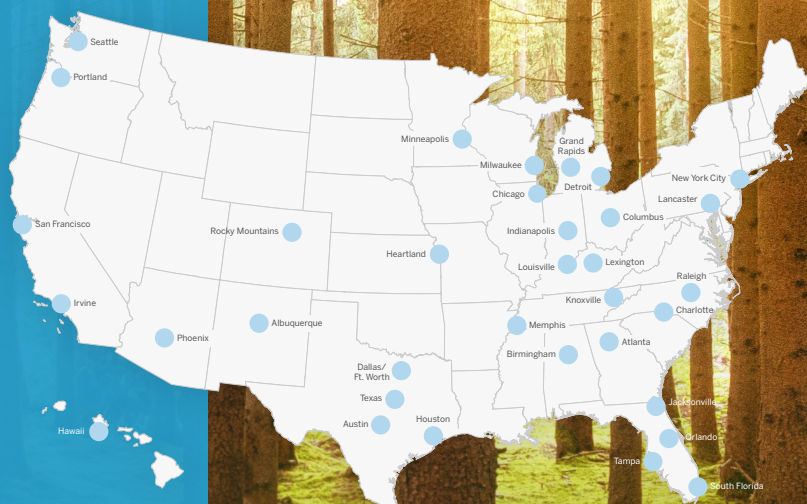 Seattle
Portland
Minneapolis
Grand
Rapids
Milwaukee
Detroit
New York City
Chicago
Lancaster
Columbus
San Francisco
Rocky Mountains
Indianapolis
Heartland
Louisville
Lexington
Raleigh
Irvine
Knoxville
Charlotte
Albuquerque
Memphis
Phoenix
Atlanta
Birmingham
Dallas/
Ft. Worth
Texas
Jacksonville
Houston
Austin
Hawaii
Orlando
Tampa
South Florida